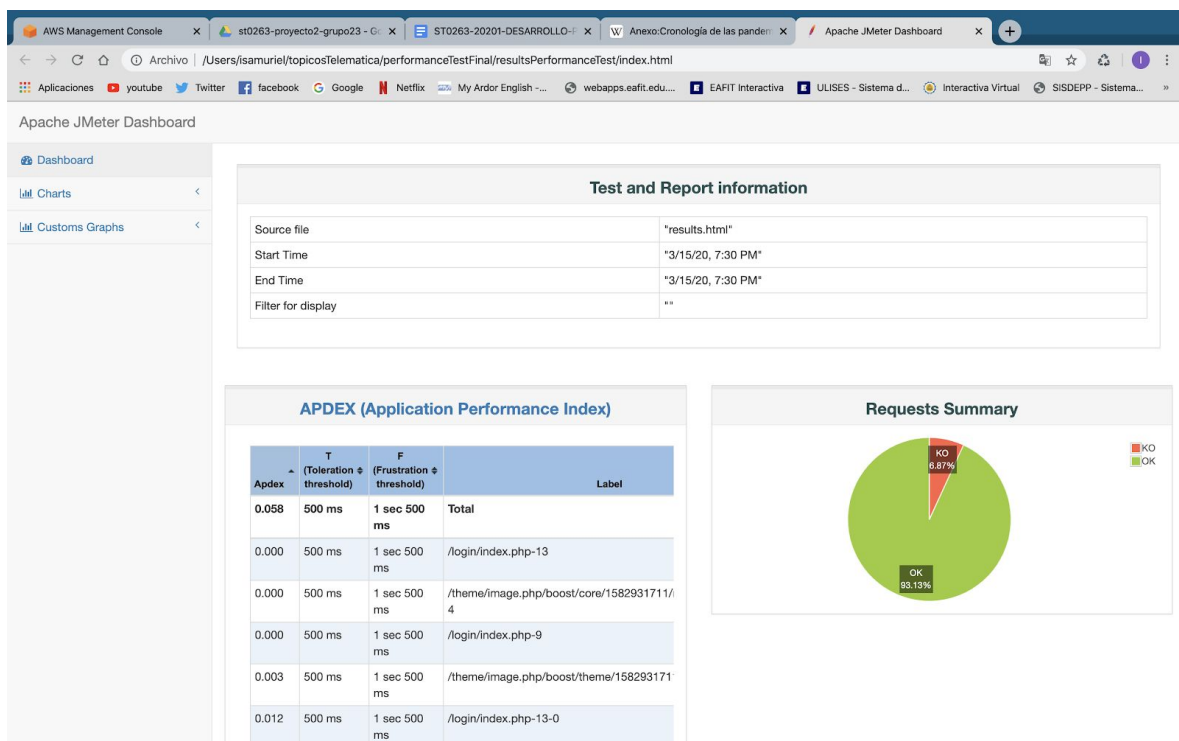 AWS Management Console
st0263-proyecto2-grupo23 - Go
ST0263-20201-DESARROLLO-P
Anexo:Cronología de las pandem
Apache JMeter Dashboard
Archivo | /Users/isamuriel/topicosTelematica/performanceTestFinal/resultsPerformanceTest/index.html
I
Aplicaciones youtube Twitter facebook Google Netflix My Ardor English -... webapps.eafit.edu.... EAFIT Interactiva ULISES - Sistema d... Interactiva Virtual SISDEPP - Sistema... »
Apache JMeter Dashboard
Dashboard
Charts
Customs Graphs
Test and Report information
Source file "results.html"
Start Time "3/15/20, 7:30 PM"
End Time "3/15/20, 7:30 PM"
Filter for display ""
APDEX (Application Performance Index)
Apdex T (Toleration threshold) F (Frustration threshold) Label
0.058 500 ms 1 sec 500 ms Total
0.000 500 ms 1 sec 500 ms /login/index.php-13
0.000 500 ms 1 sec 500 ms /theme/image.php/boost/core/1582931711/ 4
0.000 500 ms 1 sec 500 ms /login/index.php-9
0.003 500 ms 1 sec 500 ms /theme/image.php/boost/theme/158293171
0.012 500 ms 1 sec 500 ms /login/index.php-13-0
Requests Summary
KO
6.87%
OK
93.13%
KO
OK